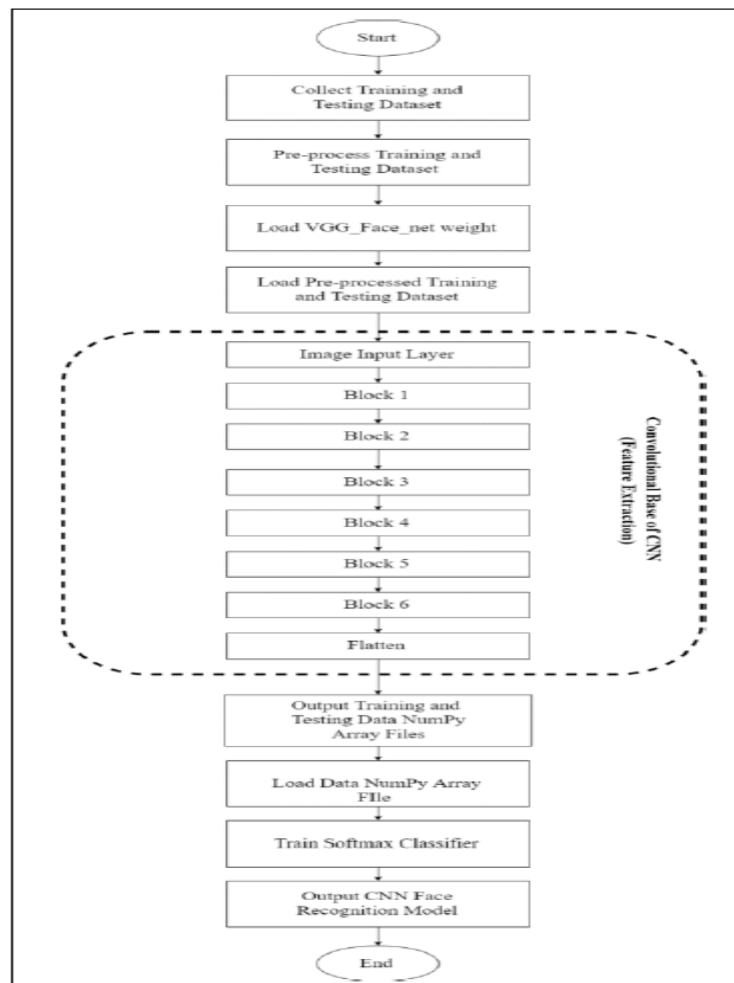 Start
Collect Training and
Testing Dataset
Pre-process Training and
Testing Dataset
Load VGG_Face_net weight
Load Pre-processed Training
and Testing Dataset
Image Input Layer
Block 1
Block 2
Block 3
Block 4
Block 5
Block 6
Flatten
Convolutional Base of CNN
(Feature Extraction)
Output Training and
Testing Data NumPy
Array Files
Load Data NumPy Array
FIle
Train Softmax Classifier
Output CNN Face
Recognition Model
End